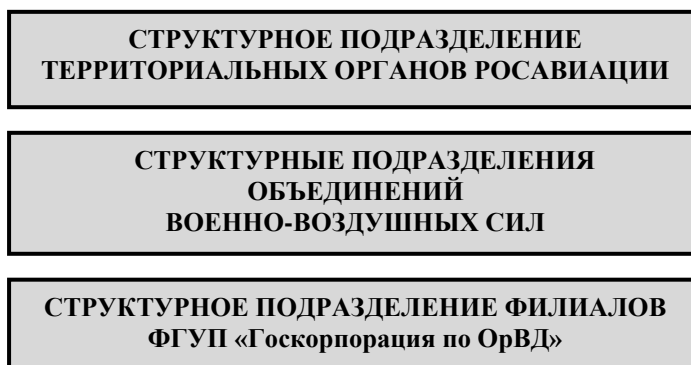 СТРУКТУРНОЕ ПОДРАЗДЕЛЕНИЕ
ТЕРРИТОРИАЛЬНЫХ ОРГАНОВ РОСАВИАЦИИ
СТРУКТУРНЫЕ ПОДРАЗДЕЛЕНИЯ
ОБЪЕДИНЕНИЙ
ВОЕННО-ВОЗДУШНЫХ СИЛ
СТРУКТУРНОЕ ПОДРАЗДЕЛЕНИЕ ФИЛИАЛОВ
ФГУП «Госкорпорация по ОрВД»